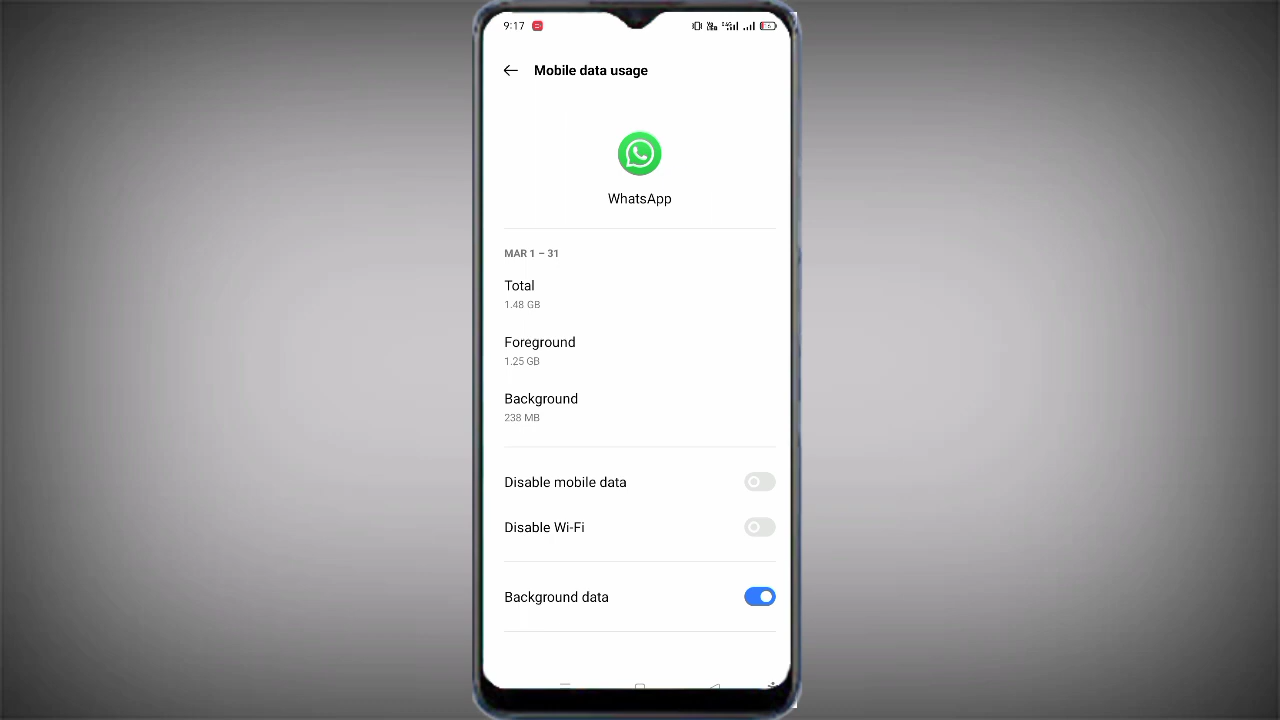 9:17
Mobile data usage
WhatsApp
MAR 1 – 31
Total
1.48 GB
Foreground
1.25 GB
Background
238 MB
Disable mobile data
Disable Wi-Fi
Background data